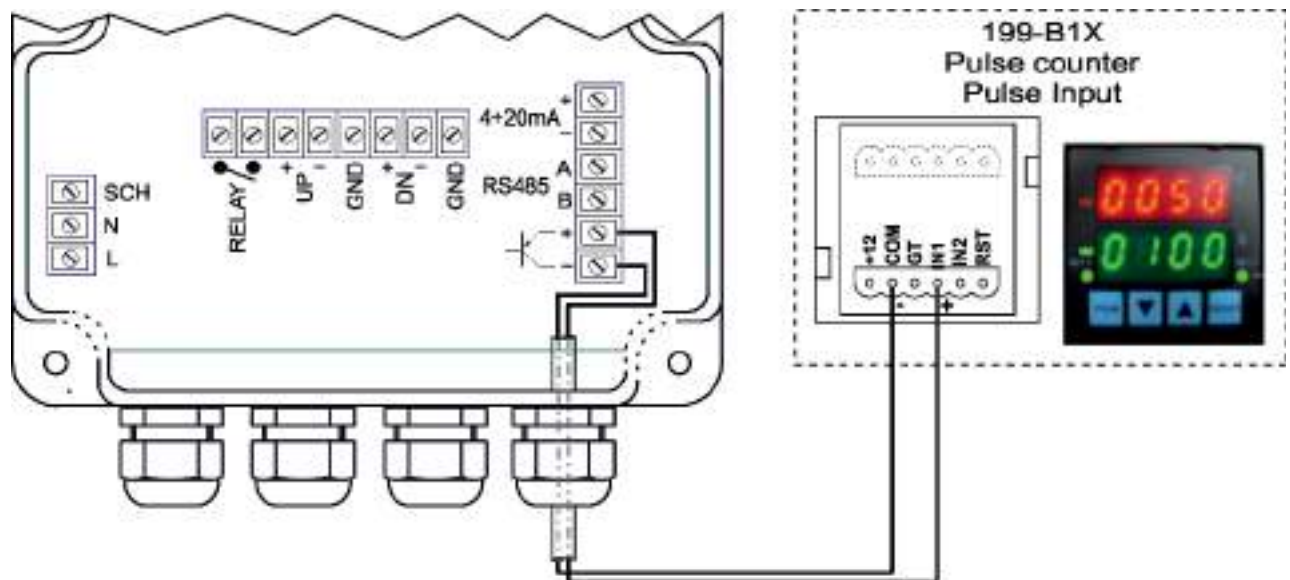 SCH
N
L
RELAY
+
UP
-
GND
+
DN
-
GND
4÷20mA
+
-
RS485
A
B
+
-
199-B1X
Pulse counter
Pulse Input
+12
COM
GT
IN1
IN2
RST
-
+
0050
0100